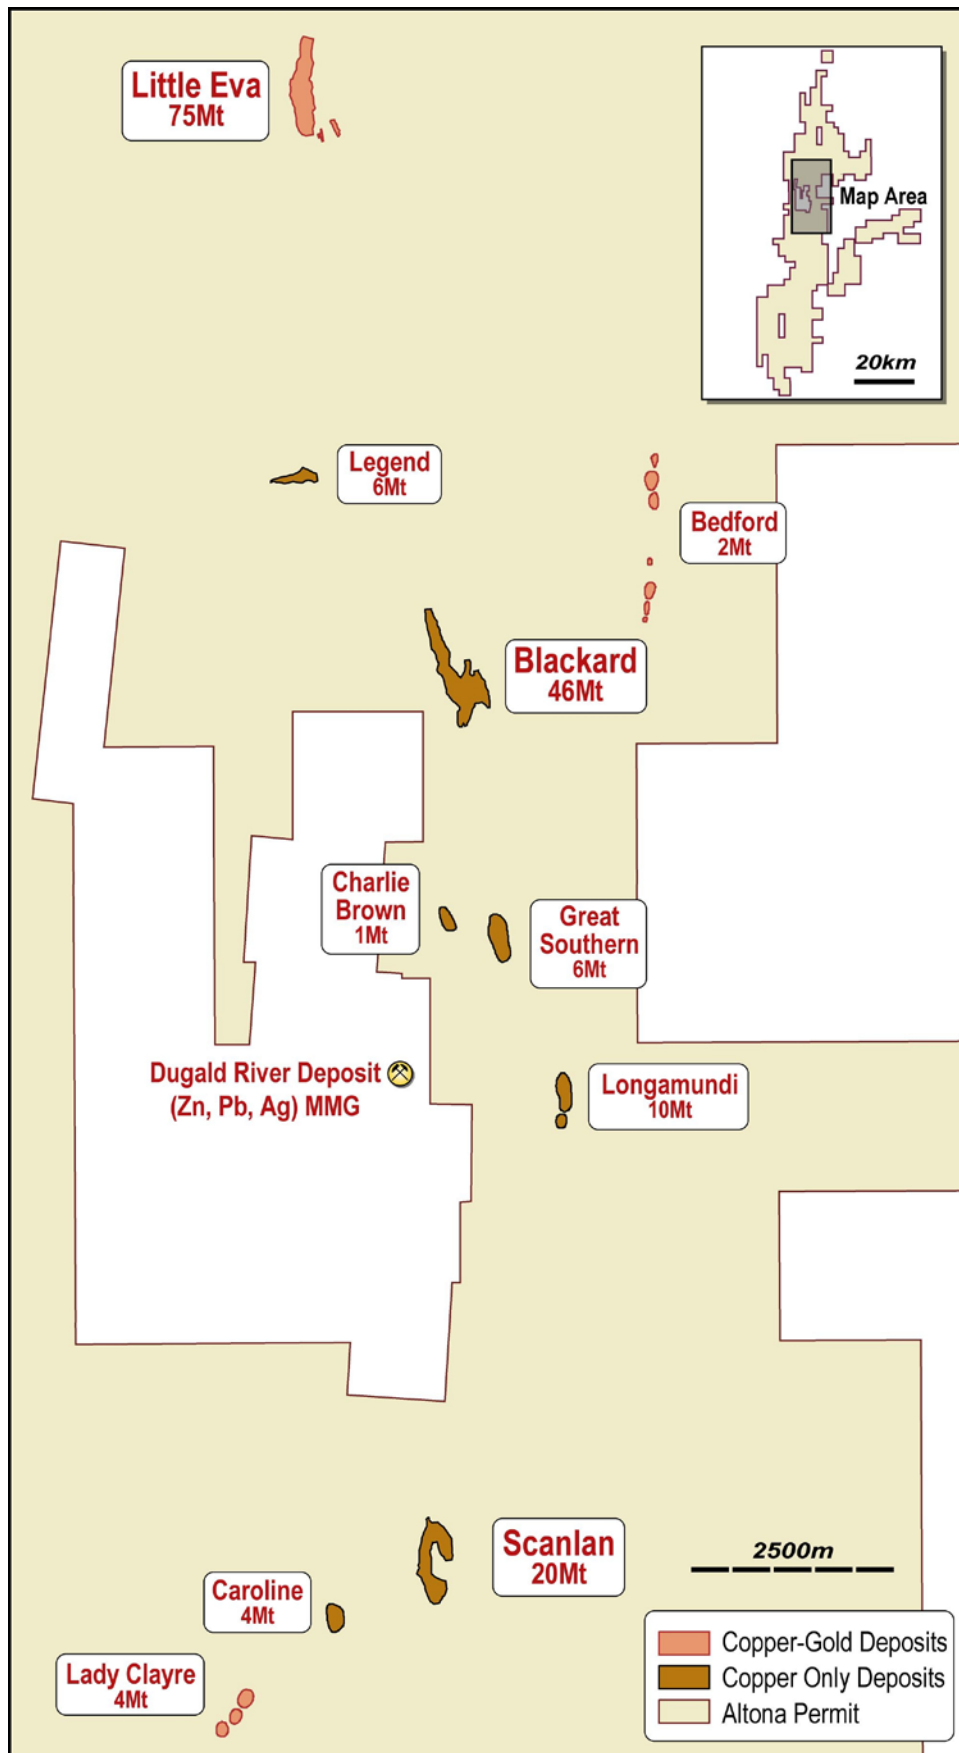 Little Eva
75Mt
Map Area
20km
Legend
6Mt
Bedford
2Mt
Blackard
46Mt
Charlie
Brown
1Mt
Great
Southern
6Mt
Dugald River Deposit
(Zn, Pb, Ag) MMG
Longamundi
10Mt
Scanlan
20Mt
2500m
Caroline
4Mt
Lady Clayre
4Mt
Copper-Gold Deposits
Copper Only Deposits
Altona Permit